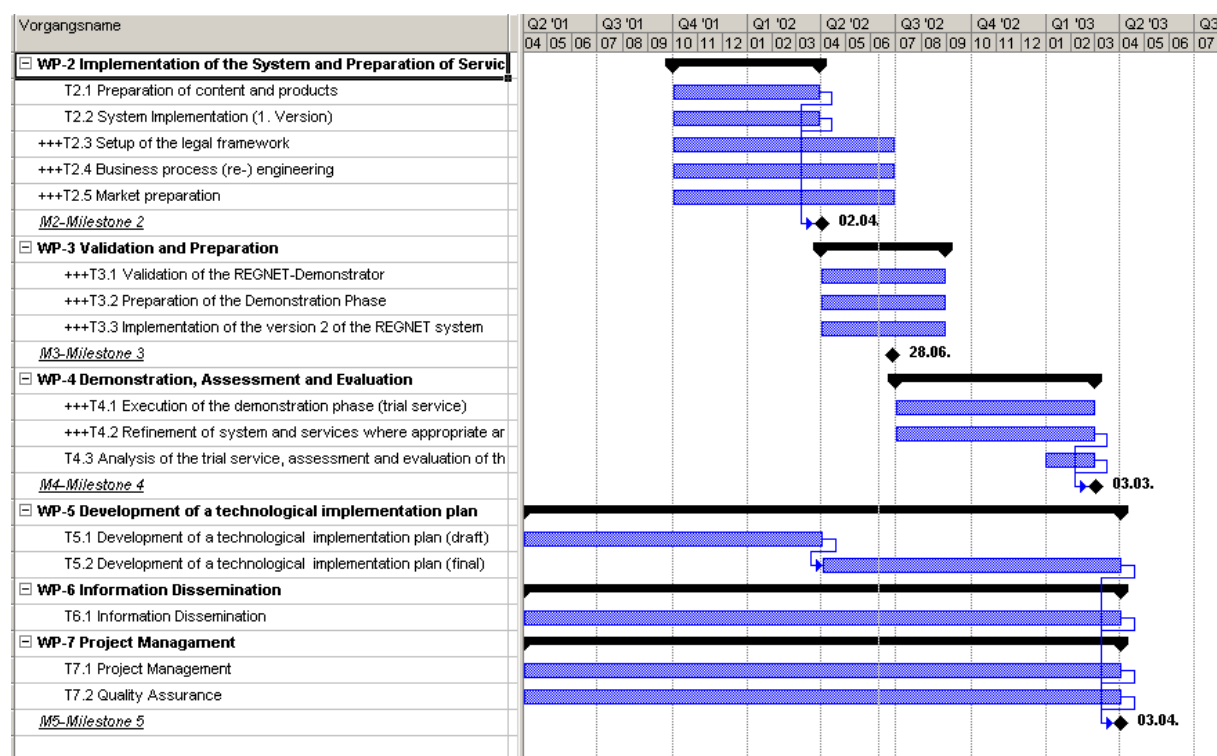 Vorgangsname Q2 '01 Q3 '01 Q4 '01 Q1 '02 Q2 '02 Q3 '02 Q4 '02 Q1 '03 Q2 '03 Q3
04 05 06 07 08 09 10 11 12 01 02 03 04 05 06 07 08 09 10 11 12 01 02 03 04 05 06 07
WP-2 Implementation of the System and Preparation of Servic
T2.1 Preparation of content and products
T2.2 System Implementation (1. Version)
+++T2.3 Setup of the legal framework
+++T2.4 Business process (re-) engineering
+++T2.5 Market preparation
M2-Milestone 2 02.04.
WP-3 Validation and Preparation
+++T3.1 Validation of the REGNET-Demonstrator
+++T3.2 Preparation of the Demonstration Phase
+++T3.3 Implementation of the version 2 of the REGNET system
M3-Milestone 3 28.06.
WP-4 Demonstration, Assessment and Evaluation
+++T4.1 Execution of the demonstration phase (trial service)
+++T4.2 Refinement of system and services where appropriate ar
T4.3 Analysis of the trial service, assessment and evaluation of th
M4-Milestone 4 03.03.
WP-5 Development of a technological implementation plan
T5.1 Development of a technological implementation plan (draft)
T5.2 Development of a technological implementation plan (final)
WP-6 Information Dissemination
T6.1 Information Dissemination
WP-7 Project Managament
T7.1 Project Management
T7.2 Quality Assurance
M5-Milestone 5 03.04.